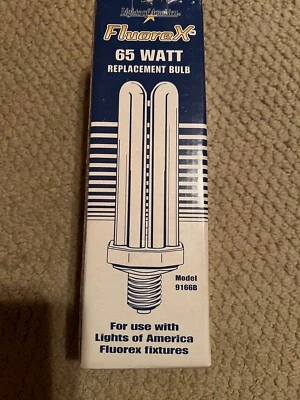 Lights of America
FluoreX
65 WATT
REPLACEMENT BULB
Model
9166B
For use with
Lights of America
Fluorex fixtures